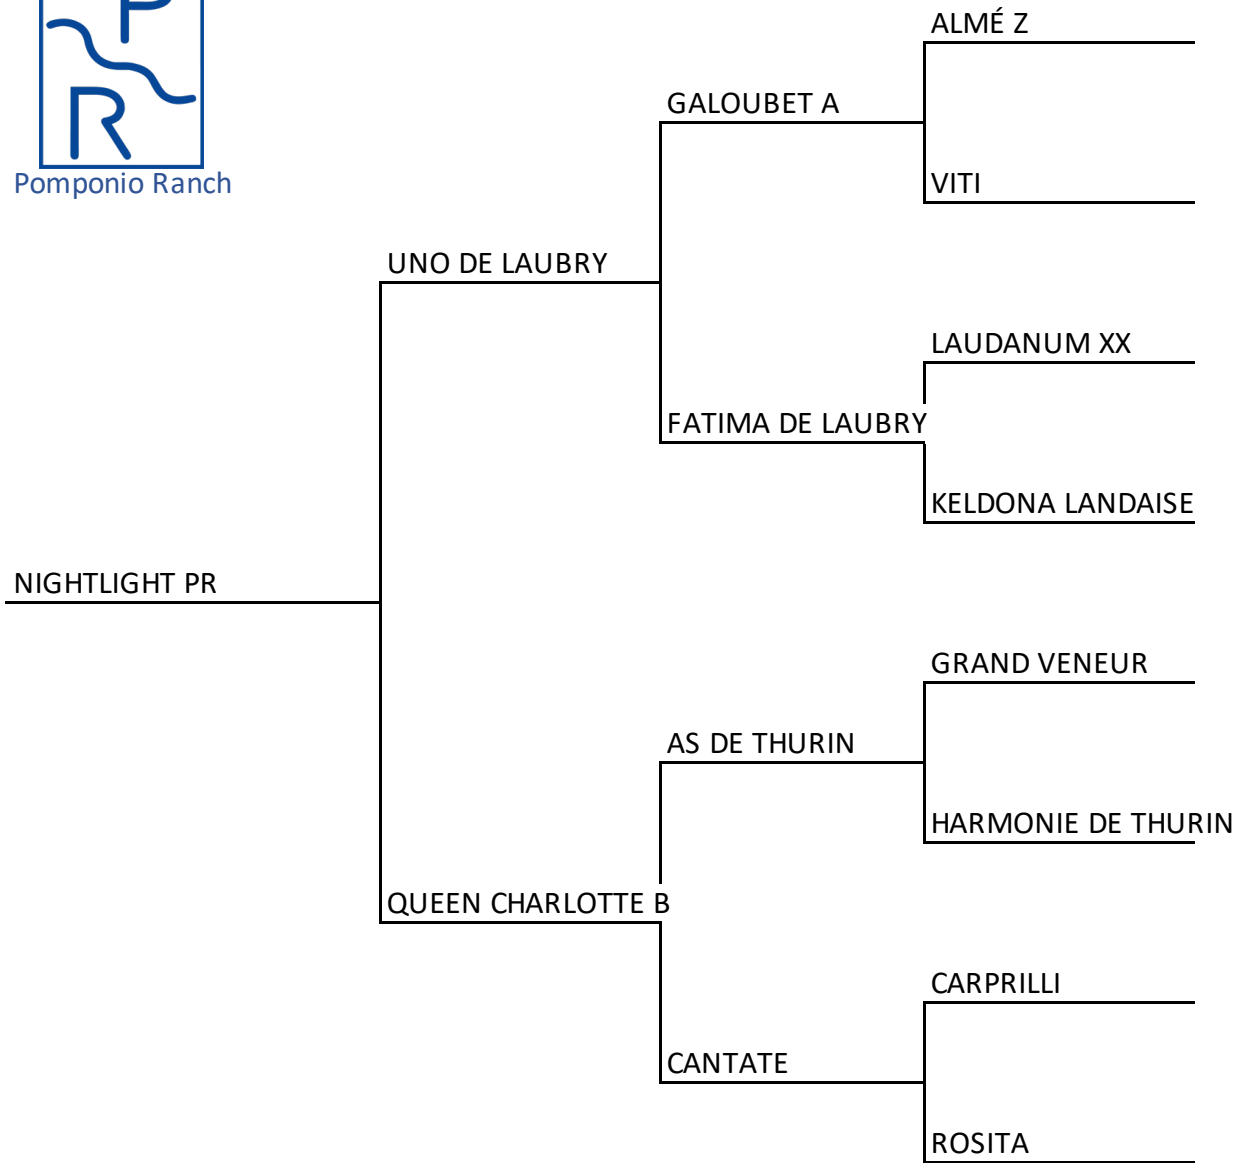 P
R
Pomponio Ranch
ALMÉ Z
GALOUBET A
VITI
UNO DE LAUBRY
LAUDANUM XX
FATIMA DE LAUBRY
KELDONA LANDAISE
NIGHTLIGHT PR
GRAND VENEUR
AS DE THURIN
HARMONIE DE THURIN
QUEEN CHARLOTTE B
CARPRILLI
CANTATE
ROSITA